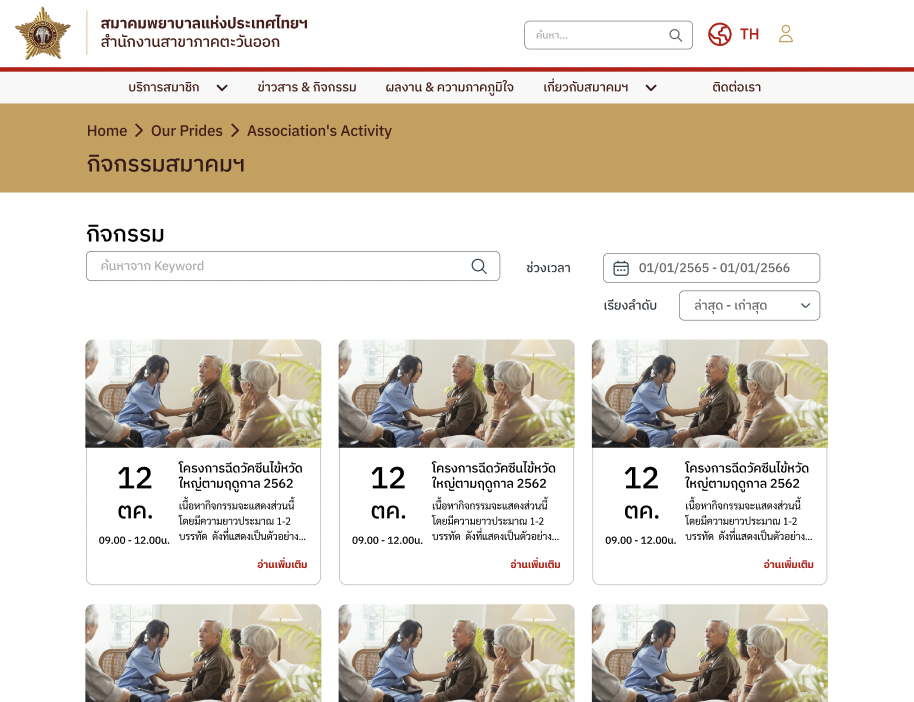 สมาคมพยาบาลแห่งประเทศไทยฯ
สำนักงานสาขาภาคตะวันออก
ค้นหา...
TH
บริการสมาชิก
ข่าวสาร & กิจกรรม
ผลงาน & ความภาคภูมิใจ
เกี่ยวกับสมาคมฯ
ติดต่อเรา
Home > Our Prides > Association's Activity
กิจกรรมสมาคมฯ
กิจกรรม
ค้นหาจาก Keyword
ช่วงเวลา
01/01/2565 - 01/01/2566
เรียงลำดับ
ล่าสุด - เก่าสุด
12
ตค.
09.00 - 12.00น.
โครงการฉีดวัคซีนไข้หวัด
ใหญ่ตามฤดูกาล 2562
เนื้อหากิจกรรมจะแสดงส่วนนี้
โดยมีความยาวประมาณ 1-2
บรรทัด ดังที่แสดงเป็นตัวอย่าง...
อ่านเพิ่มเติม
12
ตค.
09.00 - 12.00น.
โครงการฉีดวัคซีนไข้หวัด
ใหญ่ตามฤดูกาล 2562
เนื้อหากิจกรรมจะแสดงส่วนนี้
โดยมีความยาวประมาณ 1-2
บรรทัด ดังที่แสดงเป็นตัวอย่าง...
อ่านเพิ่มเติม
12
ตค.
09.00 - 12.00น.
โครงการฉีดวัคซีนไข้หวัด
ใหญ่ตามฤดูกาล 2562
เนื้อหากิจกรรมจะแสดงส่วนนี้
โดยมีความยาวประมาณ 1-2
บรรทัด ดังที่แสดงเป็นตัวอย่าง...
อ่านเพิ่มเติม